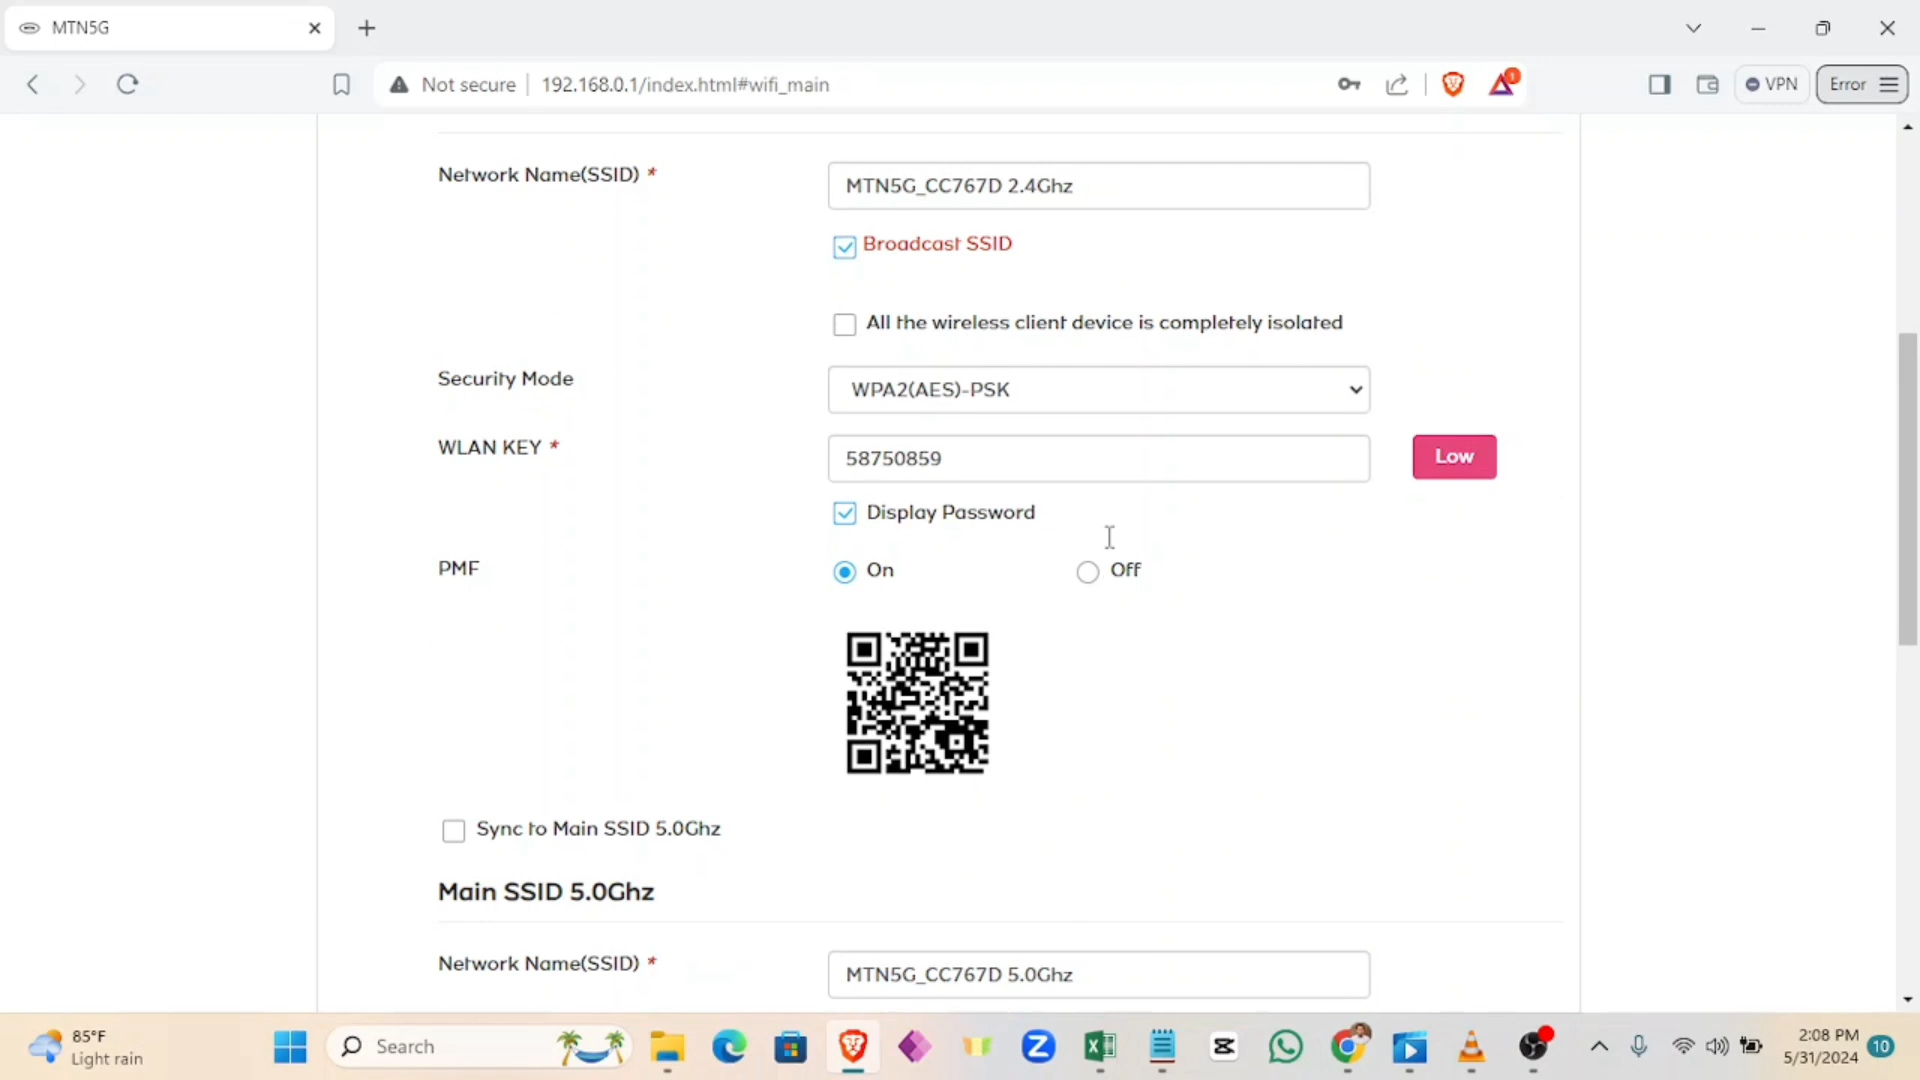 MTN5G
Not secure
192.168.0.1/index.html#wifi_main
1
VPN
Error
Network Name(SSID) *
MTN5G_CC767D 2.4Ghz
Broadcast SSID
All the wireless client device is completely isolated
Security Mode
WPA2(AES)-PSK
WLAN KEY *
58750859
Low
Display Password
PMF
On
Off
Sync to Main SSID 5.0Ghz
Main SSID 5.0Ghz
Network Name(SSID) *
MTN5G_CC767D 5.0Ghz
85°F
Light rain
Search
2:08 PM
5/31/2024
10